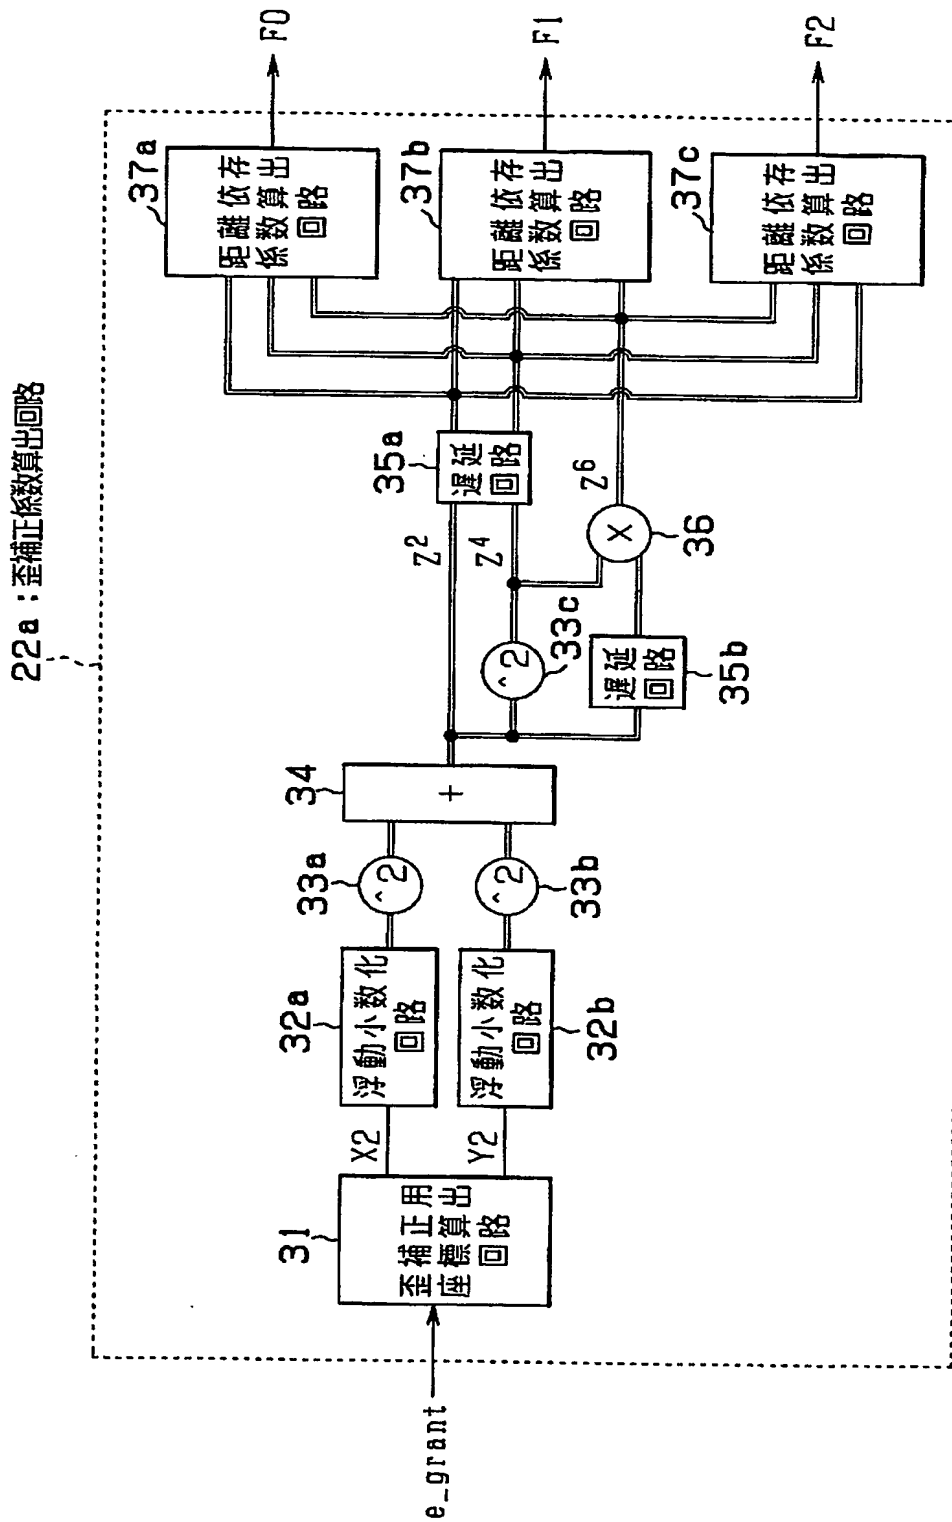 22a:歪補正係数算出回路
e_grant
31
歪補正用
座標算出
回路
X2
Y2
32a
浮動小数化
回路
32b
浮動小数化
回路
33a
^2
33b
^2
34
+
33c
^2
35b
遅延
回路
Z²
Z⁴
Z⁶
35a
遅延
回路
36
X
37a
距離依存
係数算出
回路
F0
37b
距離依存
係数算出
回路
F1
37c
距離依存
係数算出
回路
F2